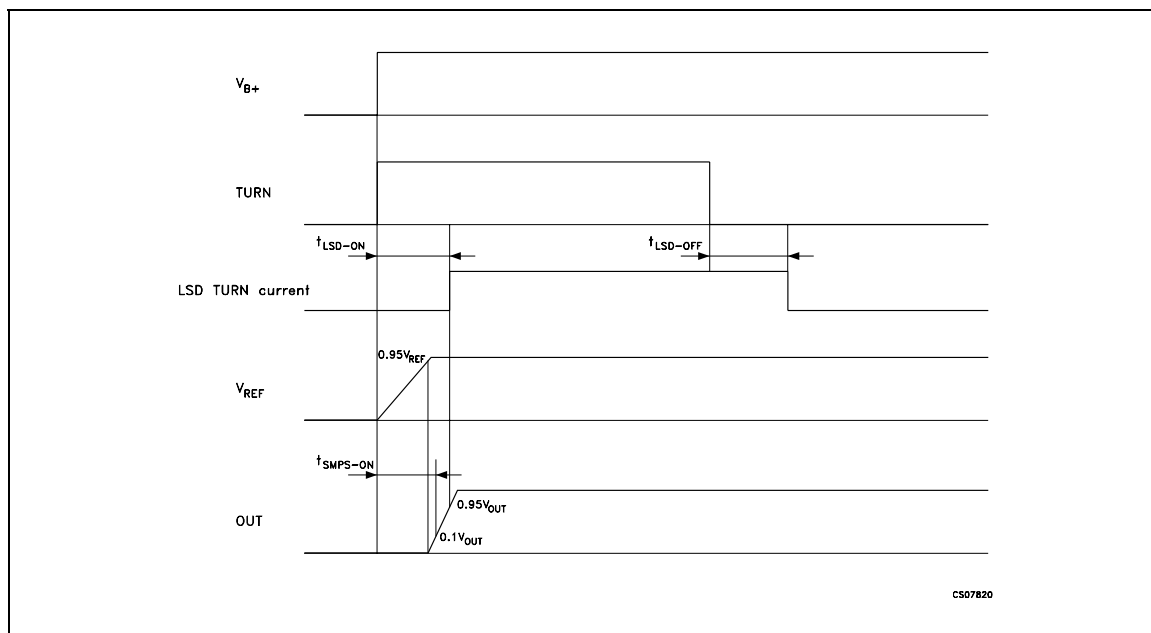 VB+
TURN
tLSD-ON
tLSD-OFF
LSD TURN current
0.95VREF
VREF
tSMPS-ON
0.95VOUT
OUT
0.1VOUT
CS07820